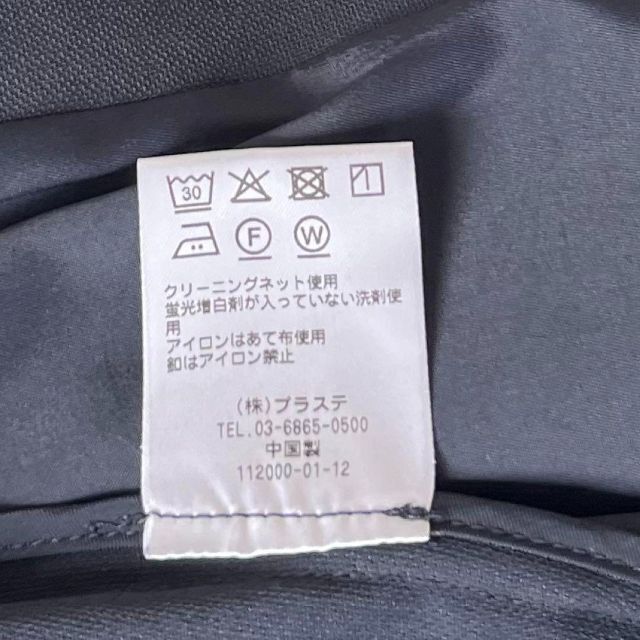 30
F W
クリーニングネット使用
蛍光増白剤が入っていない洗剤使
用
アイロンはあて布使用
釦はアイロン禁止
(株)プラステ
TEL.03-6865-0500
中国製
112000-01-12